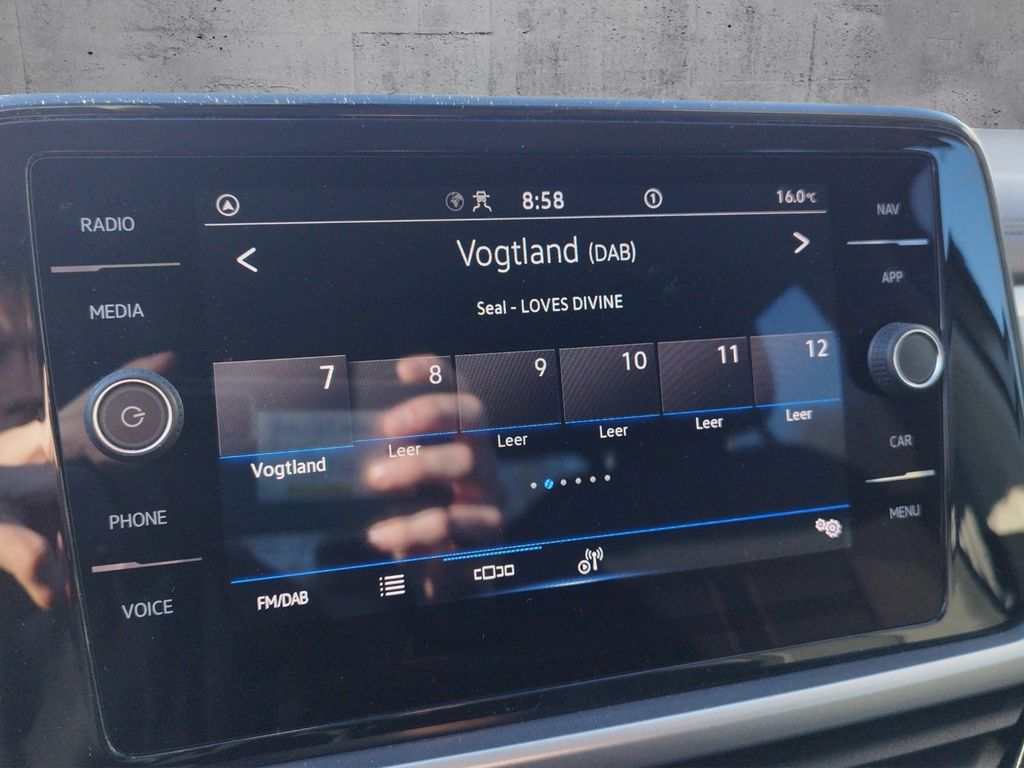 RADIO
MEDIA
PHONE
VOICE
8:58
1
16.0°C
Vogtland (DAB)
Seal - LOVES DIVINE
7 8 9 10 11 12
Vogtland Leer Leer Leer Leer Leer
FM/DAB
NAV
APP
CAR
MENU